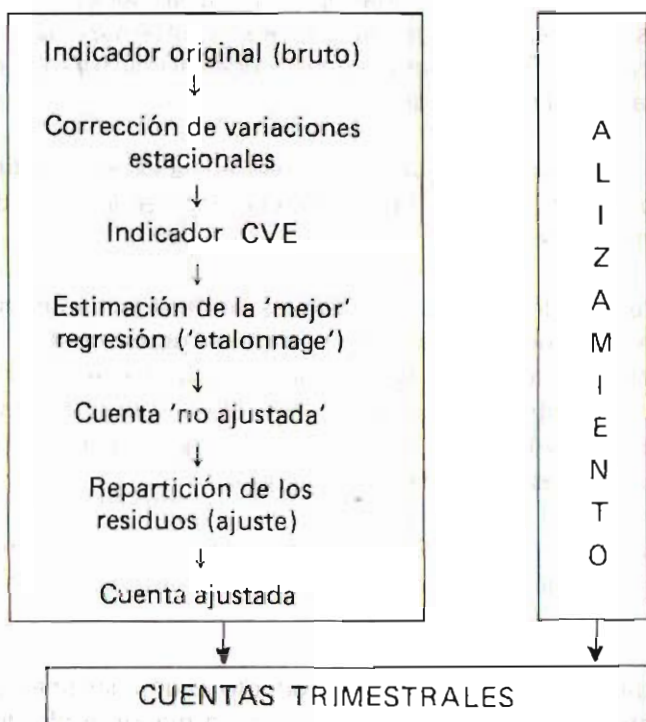 Indicador original (bruto)
↓
Corrección de variaciones
estacionales
↓
Indicador CVE
↓
Estimación de la 'mejor'
regresión ('etalonnage')
↓
Cuenta 'no ajustada'
↓
Repartición de los
residuos (ajuste)
↓
Cuenta ajustada
A
L
I
Z
A
M
I
E
N
T
O
CUENTAS TRIMESTRALES